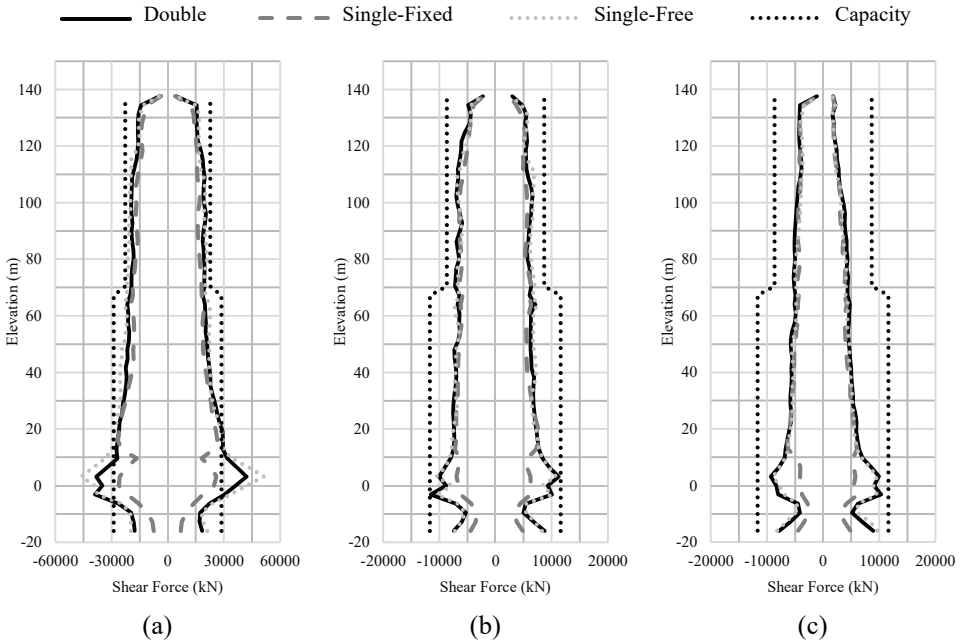 Double Single-Fixed Single-Free Capacity
140
120
100
80
60
40
20
0
-20
-60000 -30000 0 30000 60000
Elevation (m)
Shear Force (kN)
(a)
140
120
100
80
60
40
20
0
-20
-20000 -10000 0 10000 20000
Elevation (m)
Shear Force (kN)
(b)
140
120
100
80
60
40
20
0
-20
-20000 -10000 0 10000 20000
Elevation (m)
Shear Force (kN)
(c)